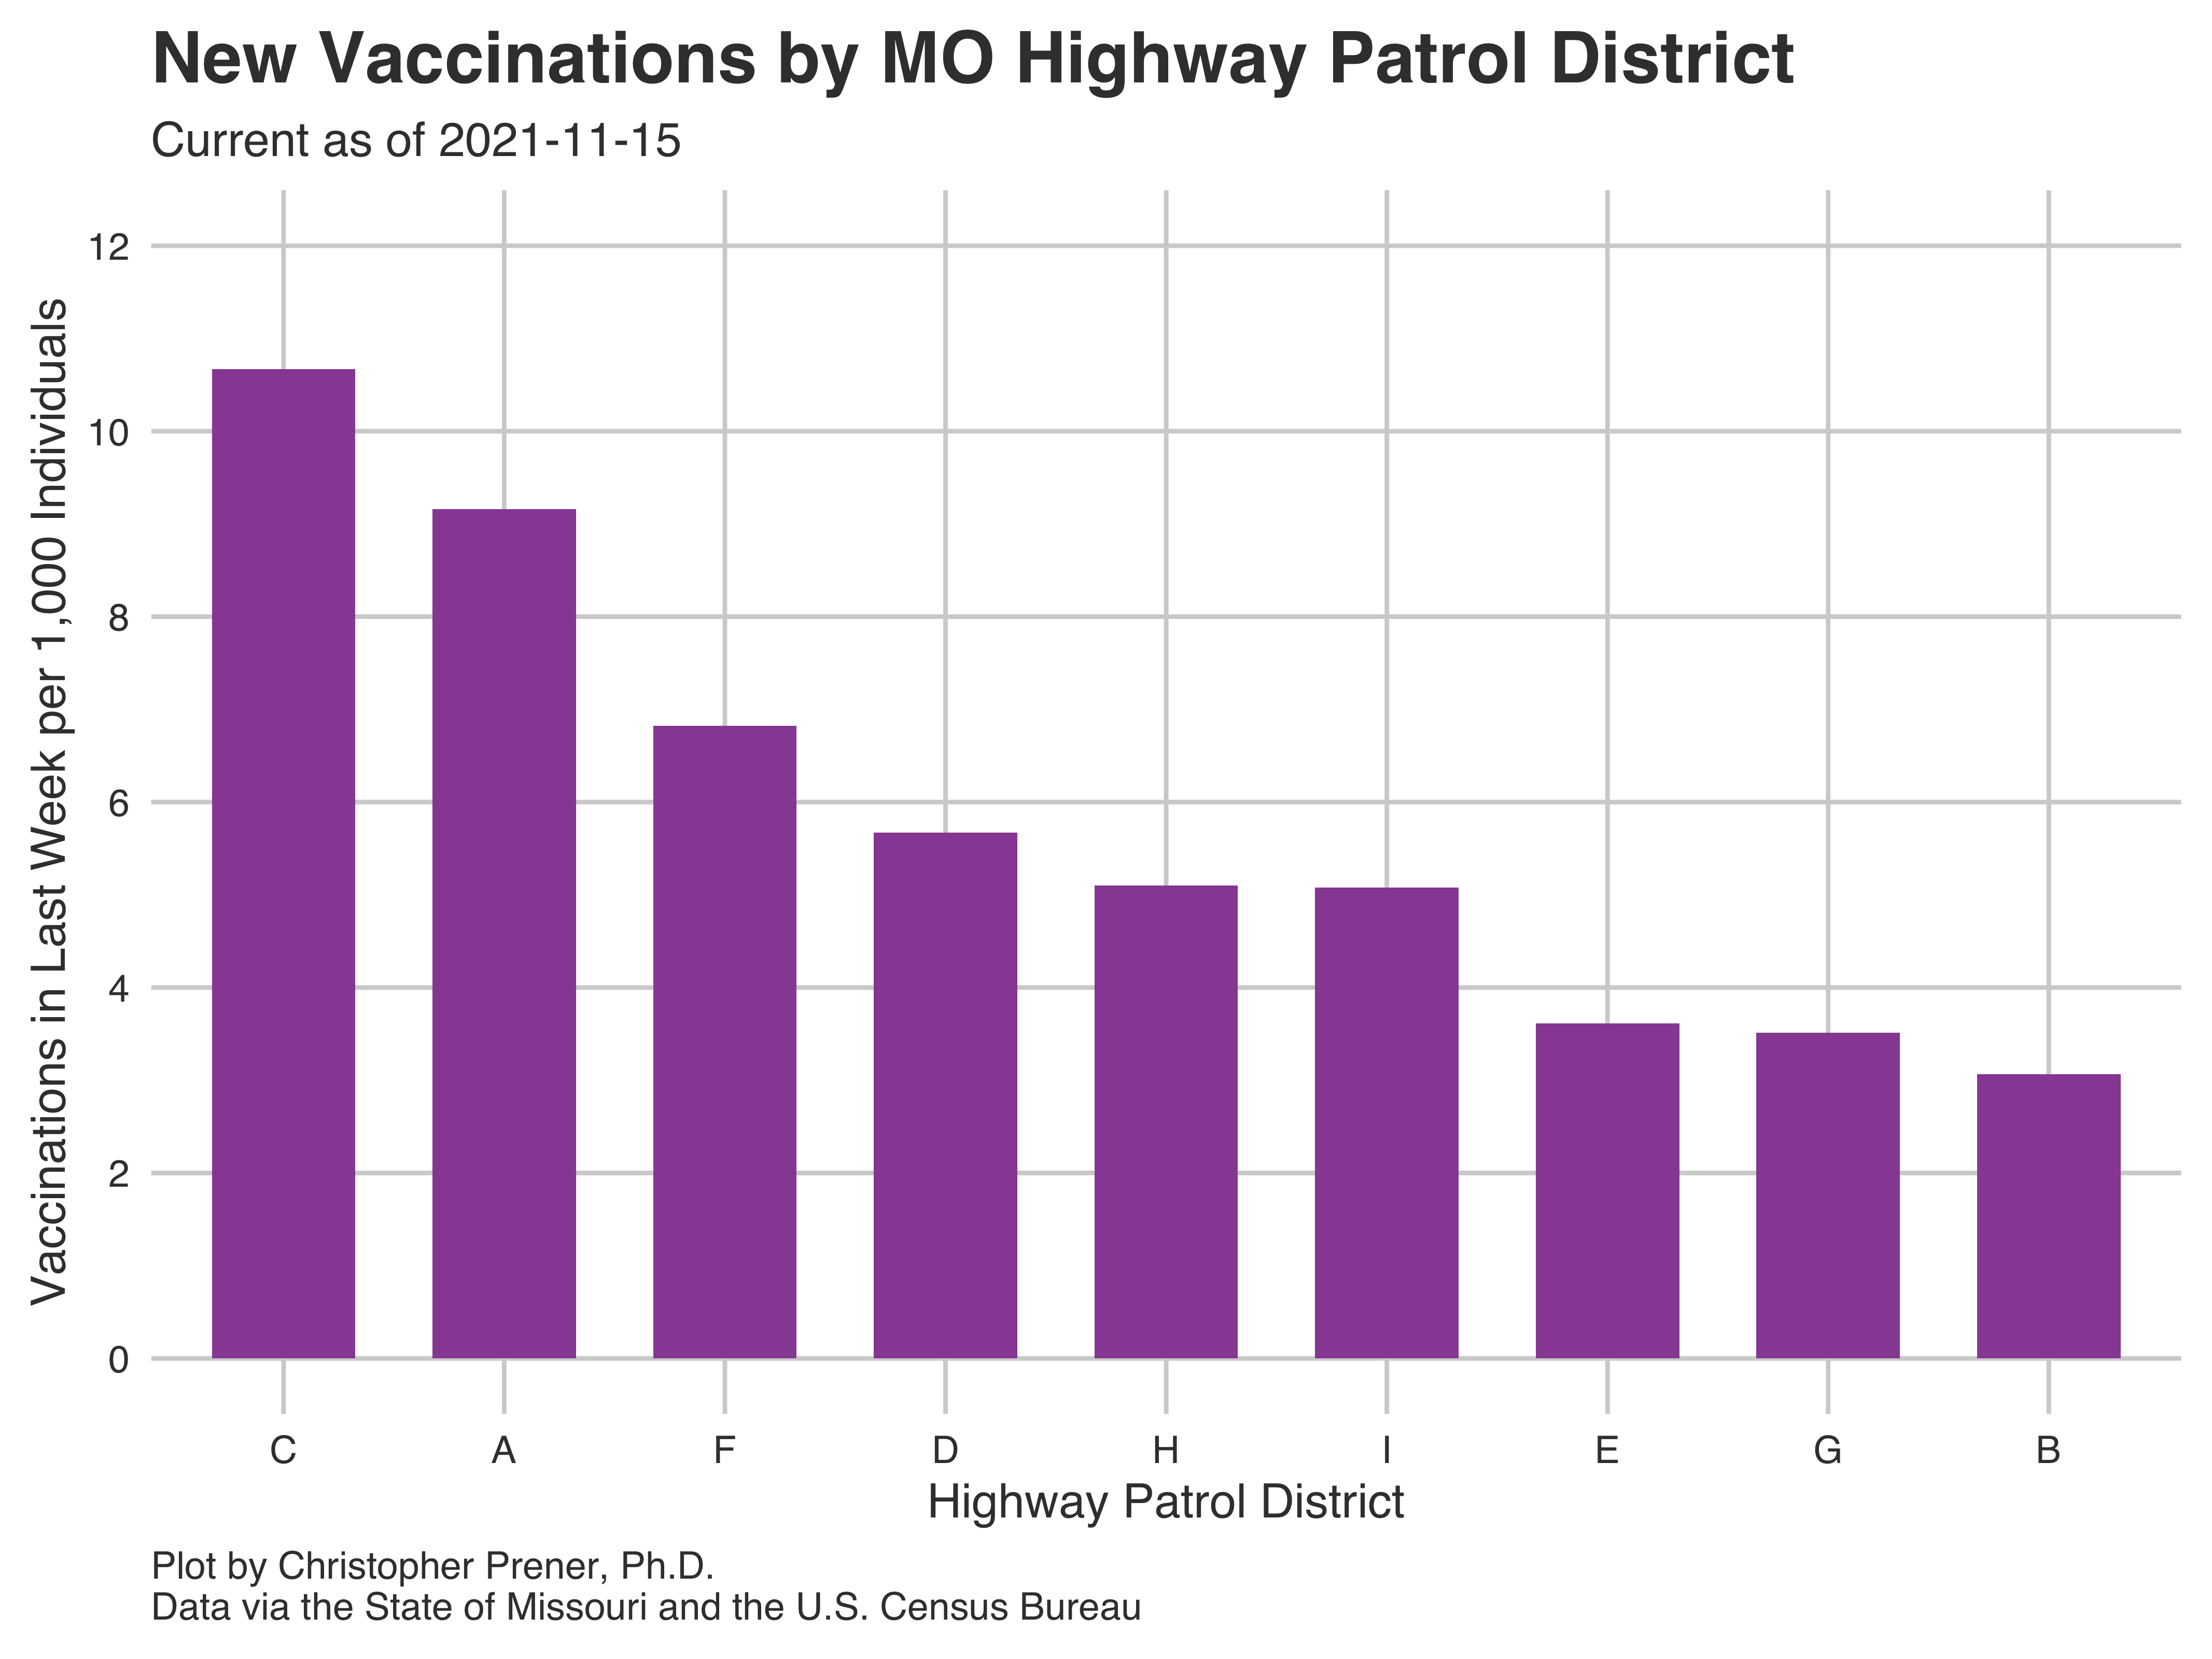 New Vaccinations by MO Highway Patrol District
Current as of 2021-11-15
Vaccinations in Last Week per 1,000 Individuals
12
10
8
6
4
2
0
C A F D H I E G B
Highway Patrol District
Plot by Christopher Prener, Ph.D.
Data via the State of Missouri and the U.S. Census Bureau